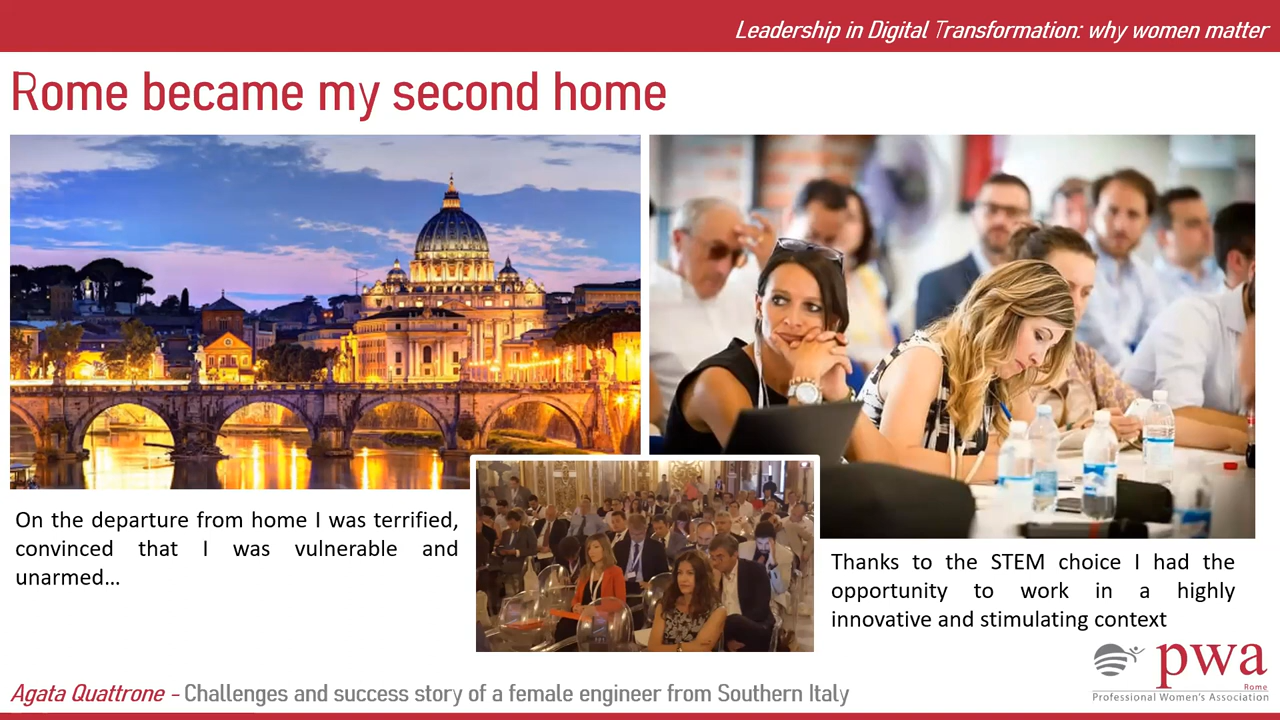 Leadership in Digital Transformation: why women matter
Rome became my second home
On the departure from home I was terrified,
convinced that I was vulnerable and
unarmed...
Thanks to the STEM choice I had the
opportunity to work in a highly
innovative and stimulating context
pwa
Rome
Professional Women's Association
Agata Quattrone - Challenges and success story of a female engineer from Southern Italy